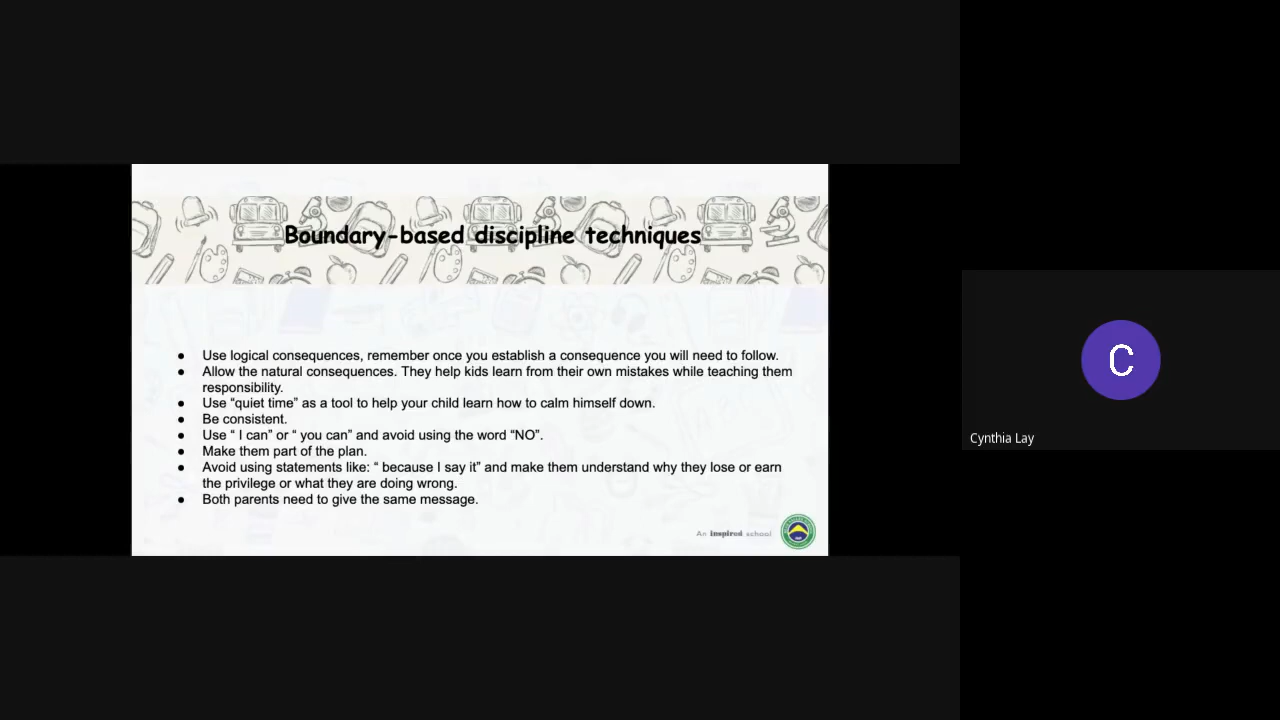 Boundary-based discipline techniques
● Use logical consequences, remember once you establish a consequence you will need to follow.
● Allow the natural consequences. They help kids learn from their own mistakes while teaching them
responsibility.
● Use “quiet time” as a tool to help your child learn how to calm himself down.
● Be consistent.
● Use “ I can” or “ you can” and avoid using the word “NO”.
● Make them part of the plan.
● Avoid using statements like: “ because I say it” and make them understand why they lose or earn
the privilege or what they are doing wrong.
● Both parents need to give the same message.
An inspired school
C
Cynthia Lay